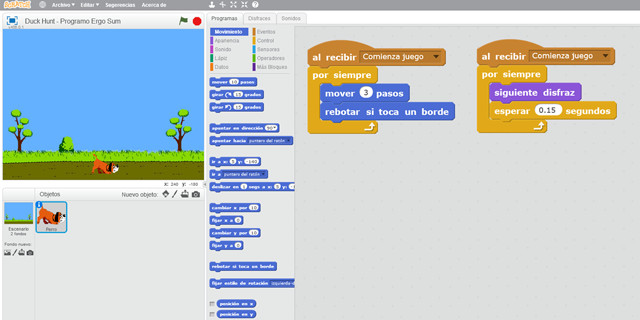 SCRATCH
Archivo ▾ Editar ▾ Sugerencias Acerca de
Duck Hunt - Programo Ergo Sum
x: 240 y: -180
Objetos Nuevo objeto:
Escenario
2 fondos
Fondo nuevo:
Perro
Programas Disfraces Sonidos
Movimiento Eventos
Apariencia Control
Sonido Sensores
Lápiz Operadores
Datos Más Bloques
mover 10 pasos
girar 15 grados
girar 15 grados
apuntar en dirección 90
apuntar hacia puntero del ratón
ir a x: 0 y: -140
ir a puntero del ratón
deslizar en 1 segs a x: 0 y:
cambiar x por 10
fijar x a 0
cambiar y por 10
fijar y a 0
rebotar si toca un borde
fijar estilo de rotación izquierda-d
posición en x
posición en y
al recibir Comienza juego
por siempre
mover 3 pasos
rebotar si toca un borde
al recibir Comienza juego
por siempre
siguiente disfraz
esperar 0.15 segundos